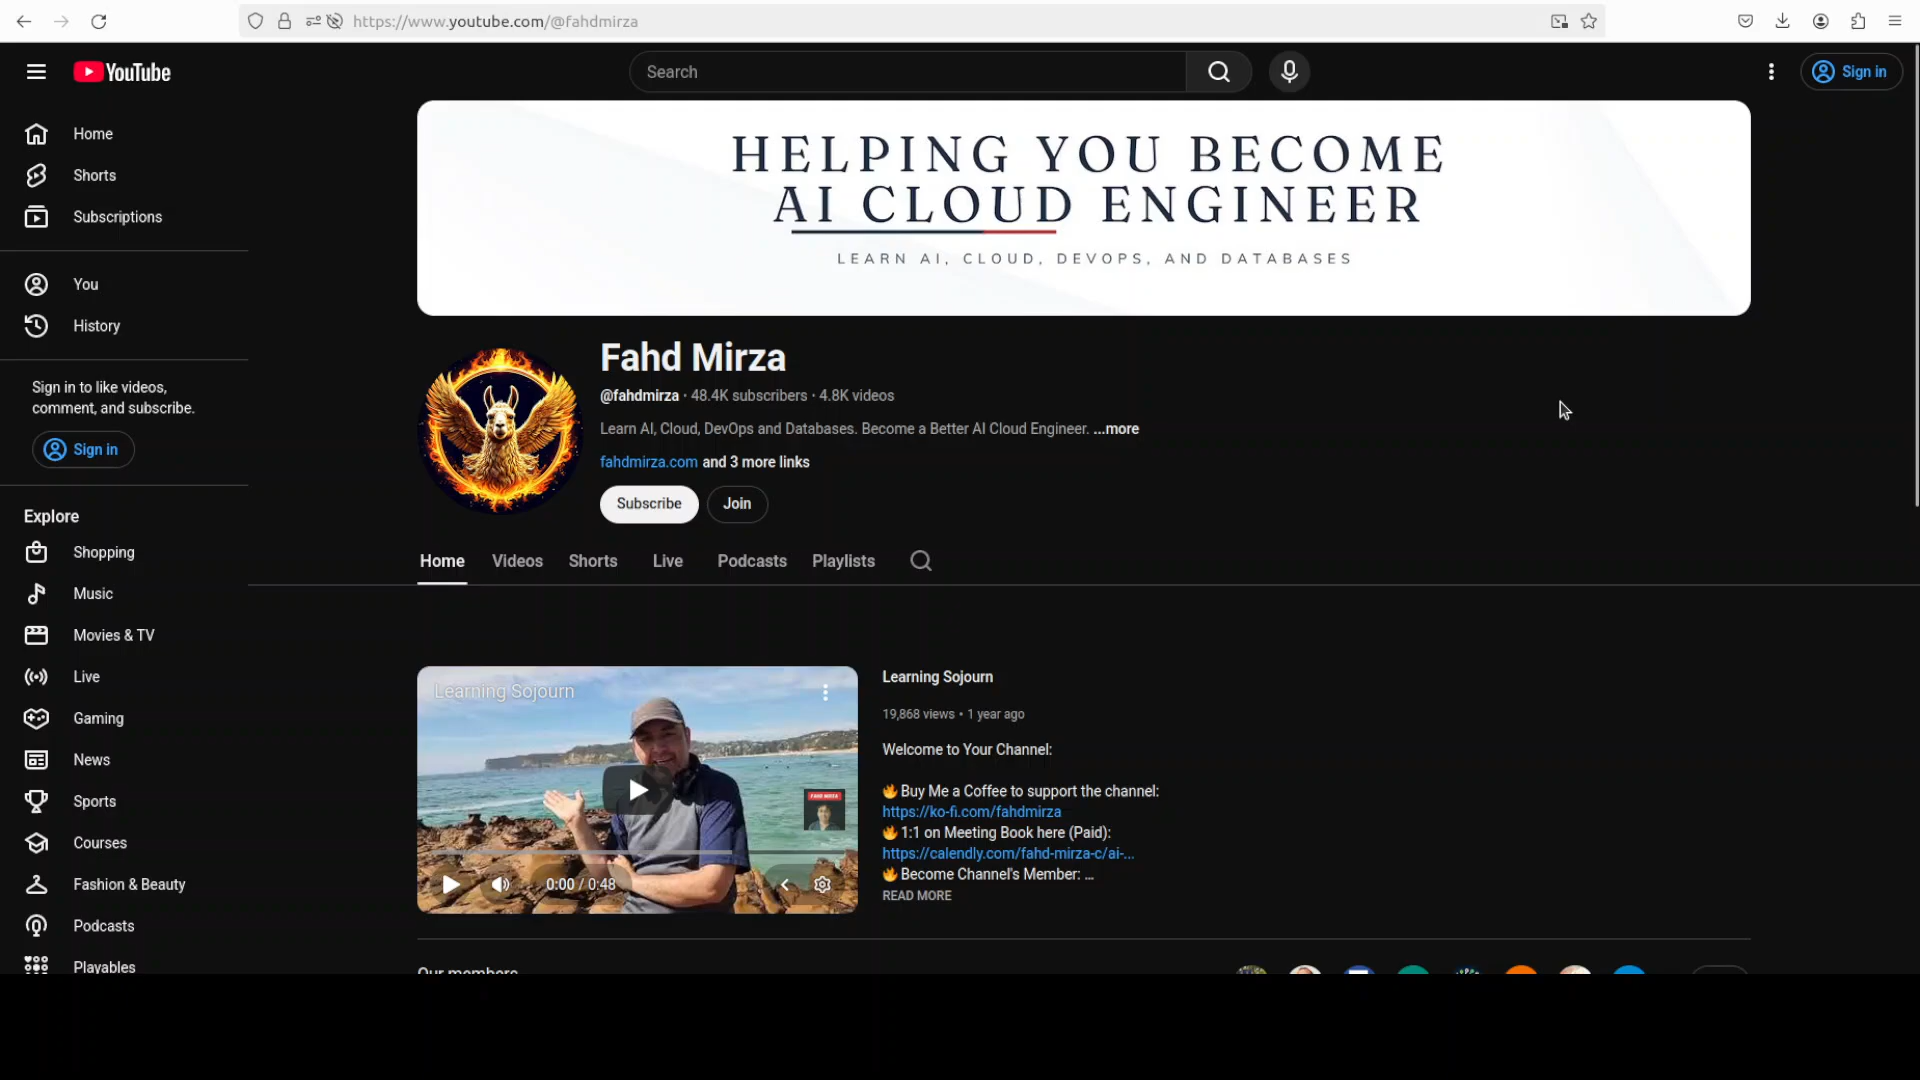 https://www.youtube.com/@fahdmirza
YouTube
Search
Sign in
Home
Shorts
Subscriptions
You
History
Sign in to like videos,
comment, and subscribe.
Sign in
Explore
Shopping
Music
Movies & TV
Live
Gaming
News
Sports
Courses
Fashion & Beauty
Podcasts
Playables
HELPING YOU BECOME
AI CLOUD ENGINEER
LEARN AI, CLOUD, DEVOPS, AND DATABASES
Fahd Mirza
@fahdmirza · 48.4K subscribers · 4.8K videos
Learn AI, Cloud, DevOps and Databases. Become a Better AI Cloud Engineer. ...more
fahdmirza.com and 3 more links
Subscribe Join
Home Videos Shorts Live Podcasts Playlists
Learning Sojourn
FAHD MIRZA
0:00 / 0:48
Learning Sojourn
19,868 views • 1 year ago
Welcome to Your Channel:
🔥 Buy Me a Coffee to support the channel:
https://ko-fi.com/fahdmirza
🔥 1:1 on Meeting Book here (Paid):
https://calendly.com/fahd-mirza-c/ai-...
🔥 Become Channel's Member: ...
READ MORE
Our members